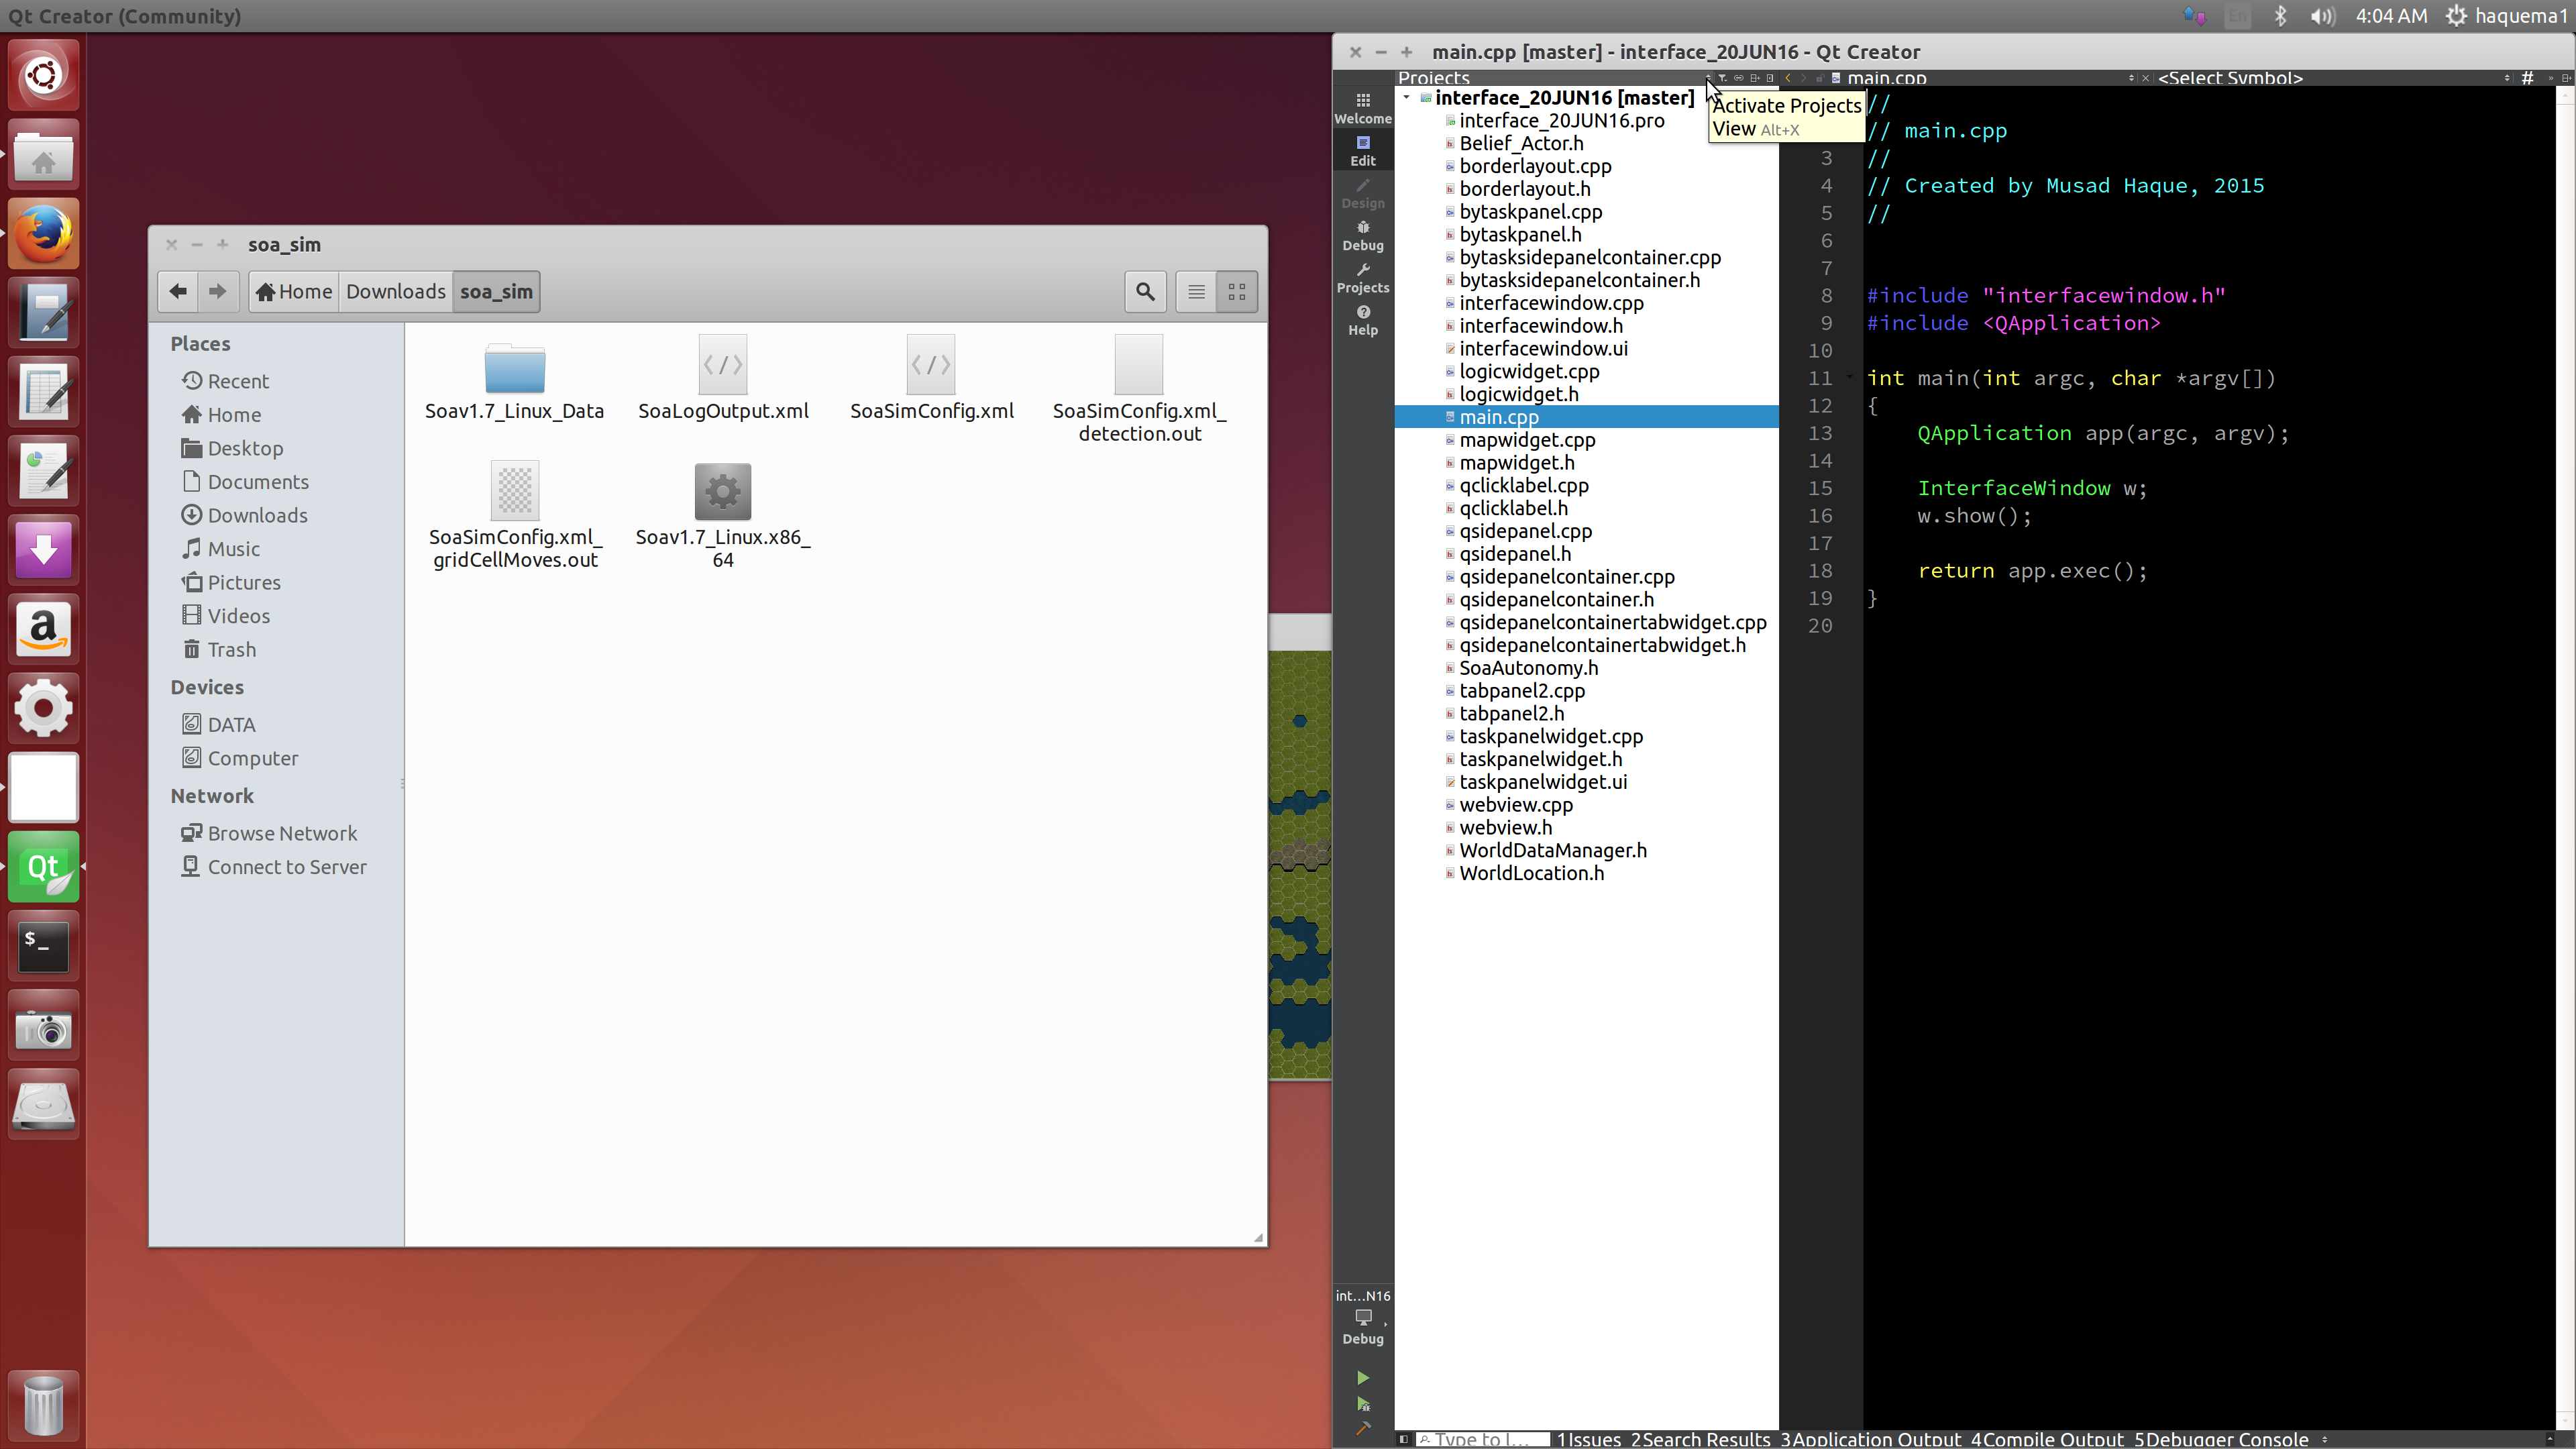 Qt Creator (Community)
En
4:04 AM
haquema1
soa_sim
Home
Downloads
soa_sim
Places
Recent
Home
Desktop
Documents
Downloads
Music
Pictures
Videos
Trash
Devices
DATA
Computer
Network
Browse Network
Connect to Server
Soav1.7_Linux_Data
SoaLogOutput.xml
SoaSimConfig.xml
SoaSimConfig.xml_
detection.out
SoaSimConfig.xml_
gridCellMoves.out
Soav1.7_Linux.x86_
64
main.cpp [master] - interface_20JUN16 - Qt Creator
Projects
main.cpp
<Select Symbol>
#
Welcome
Edit
Design
Debug
Projects
Help
int...N16
Debug
interface_20JUN16 [master]
interface_20JUN16.pro
Belief_Actor.h
borderlayout.cpp
borderlayout.h
bytaskpanel.cpp
bytaskpanel.h
bytasksidepanelcontainer.cpp
bytasksidepanelcontainer.h
interfacewindow.cpp
interfacewindow.h
interfacewindow.ui
logicwidget.cpp
logicwidget.h
main.cpp
mapwidget.cpp
mapwidget.h
qclicklabel.cpp
qclicklabel.h
qsidepanel.cpp
qsidepanel.h
qsidepanelcontainer.cpp
qsidepanelcontainer.h
qsidepanelcontainertabwidget.cpp
qsidepanelcontainertabwidget.h
SoaAutonomy.h
tabpanel2.cpp
tabpanel2.h
taskpanelwidget.cpp
taskpanelwidget.h
taskpanelwidget.ui
webview.cpp
webview.h
WorldDataManager.h
WorldLocation.h
Activate Projects
View Alt+X
//
// main.cpp
3 //
4 // Created by Musad Haque, 2015
5 //
6
7
8 #include "interfacewindow.h"
9 #include <QApplication>
10
11 int main(int argc, char *argv[])
12 {
13 QApplication app(argc, argv);
14
15 InterfaceWindow w;
16 w.show();
17
18 return app.exec();
19 }
20
Type to l...
1 Issues 2 Search Results 3 Application Output 4 Compile Output 5 Debugger Console
Qt
a
$_